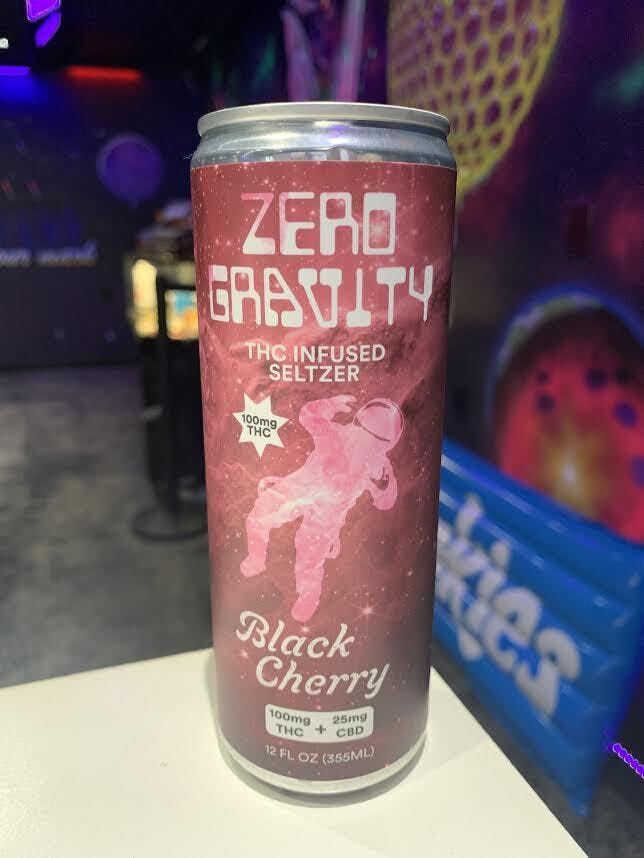 ZERO
GRAVITY
THC INFUSED
SELTZER
100mg
THC
Black
Cherry
100mg THC + 25mg CBD
12 FL OZ (355ML)